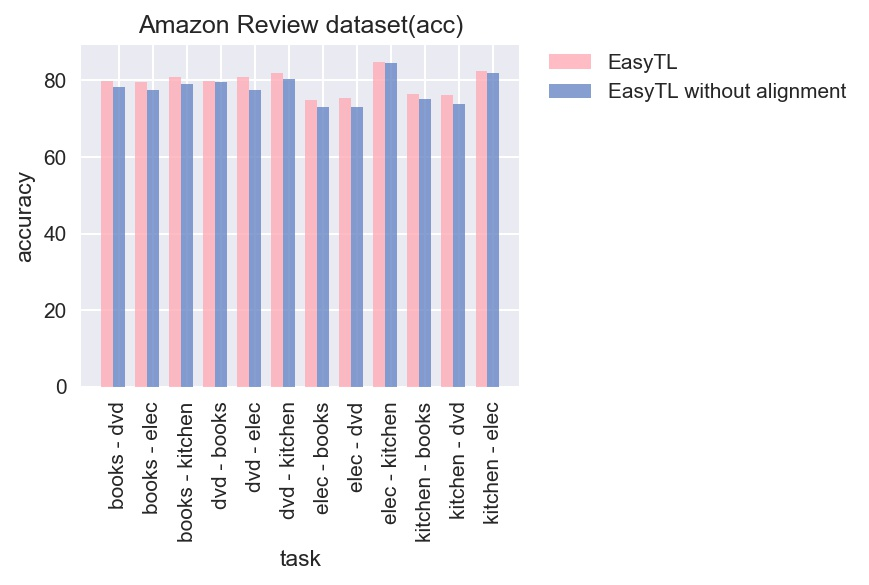 Amazon Review dataset(acc)
EasyTL
EasyTL without alignment
accuracy
80
60
40
20
0
books - dvd
books - elec
books - kitchen
dvd - books
dvd - elec
dvd - kitchen
elec - books
elec - dvd
elec - kitchen
kitchen - books
kitchen - dvd
kitchen - elec
task